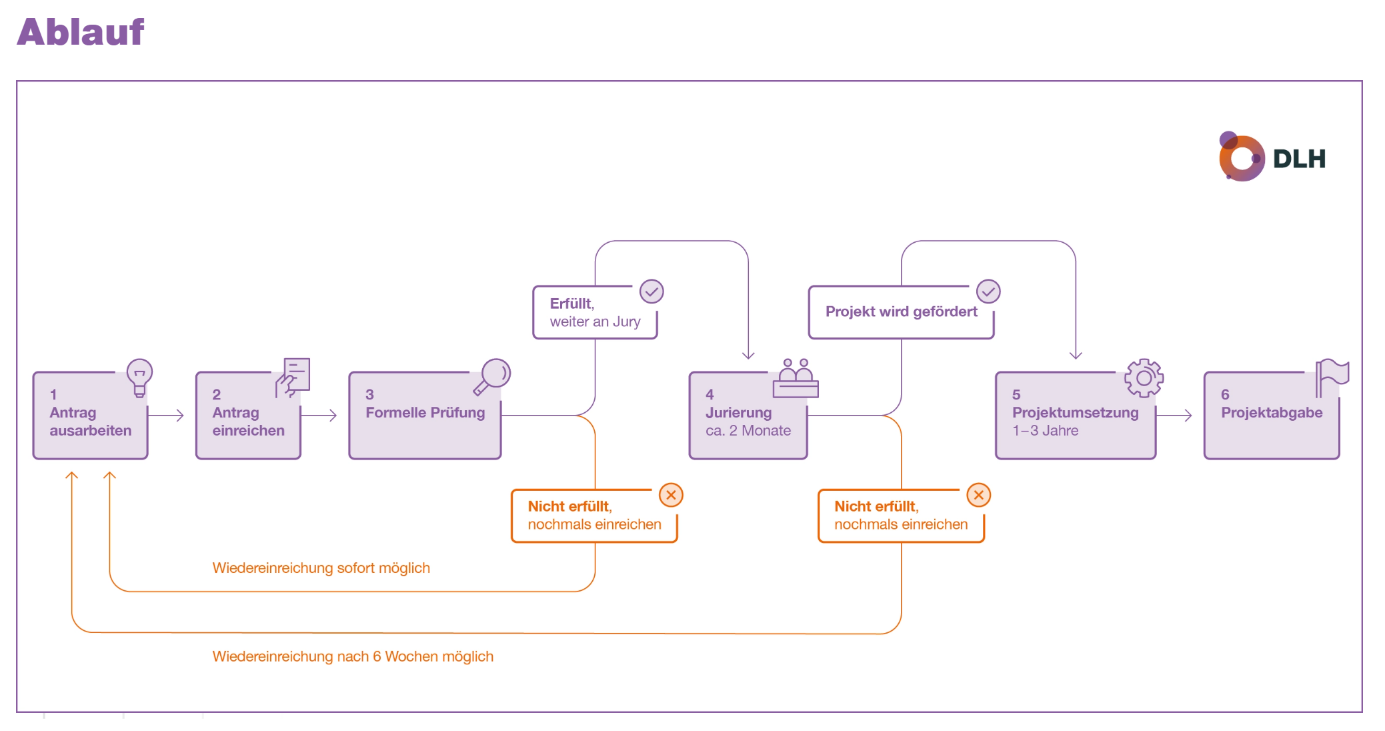 Ablauf
DLH
Erfüllt,
weiter an Jury
Projekt wird gefördert
1
Antrag
ausarbeiten
2
Antrag
einreichen
3
Formelle Prüfung
4
Jurierung
ca. 2 Monate
5
Projektumsetzung
1–3 Jahre
6
Projektabgabe
Nicht erfüllt,
nochmals einreichen
Nicht erfüllt,
nochmals einreichen
Wiedereinreichung sofort möglich
Wiedereinreichung nach 6 Wochen möglich